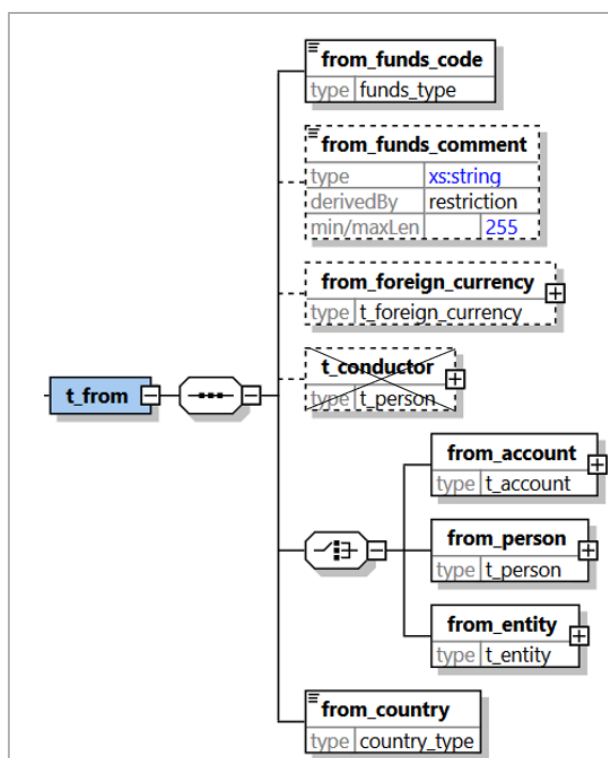 from_funds_code
type funds_type
from_funds_comment
type xs:string
derivedBy restriction
min/maxLen 255
from_foreign_currency
type t_foreign_currency
t_conductor
type t_person
t_from
from_account
type t_account
from_person
type t_person
from_entity
type t_entity
from_country
type country_type